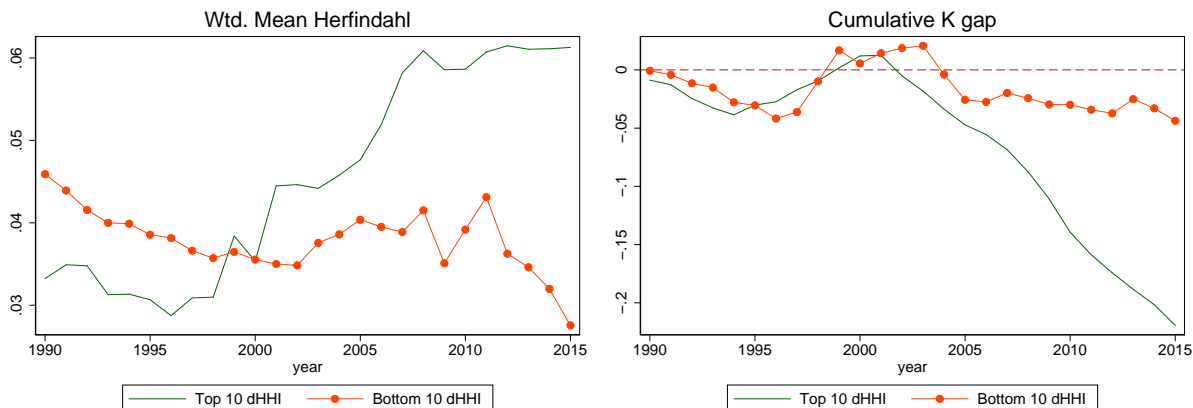 Wtd. Mean Herfindahl
.06
.05
.04
.03
1990 1995 2000 2005 2010 2015
year
Top 10 dHHI Bottom 10 dHHI
Cumulative K gap
0
-.05
-.1
-.15
-.2
1990 1995 2000 2005 2010 2015
year
Top 10 dHHI Bottom 10 dHHI